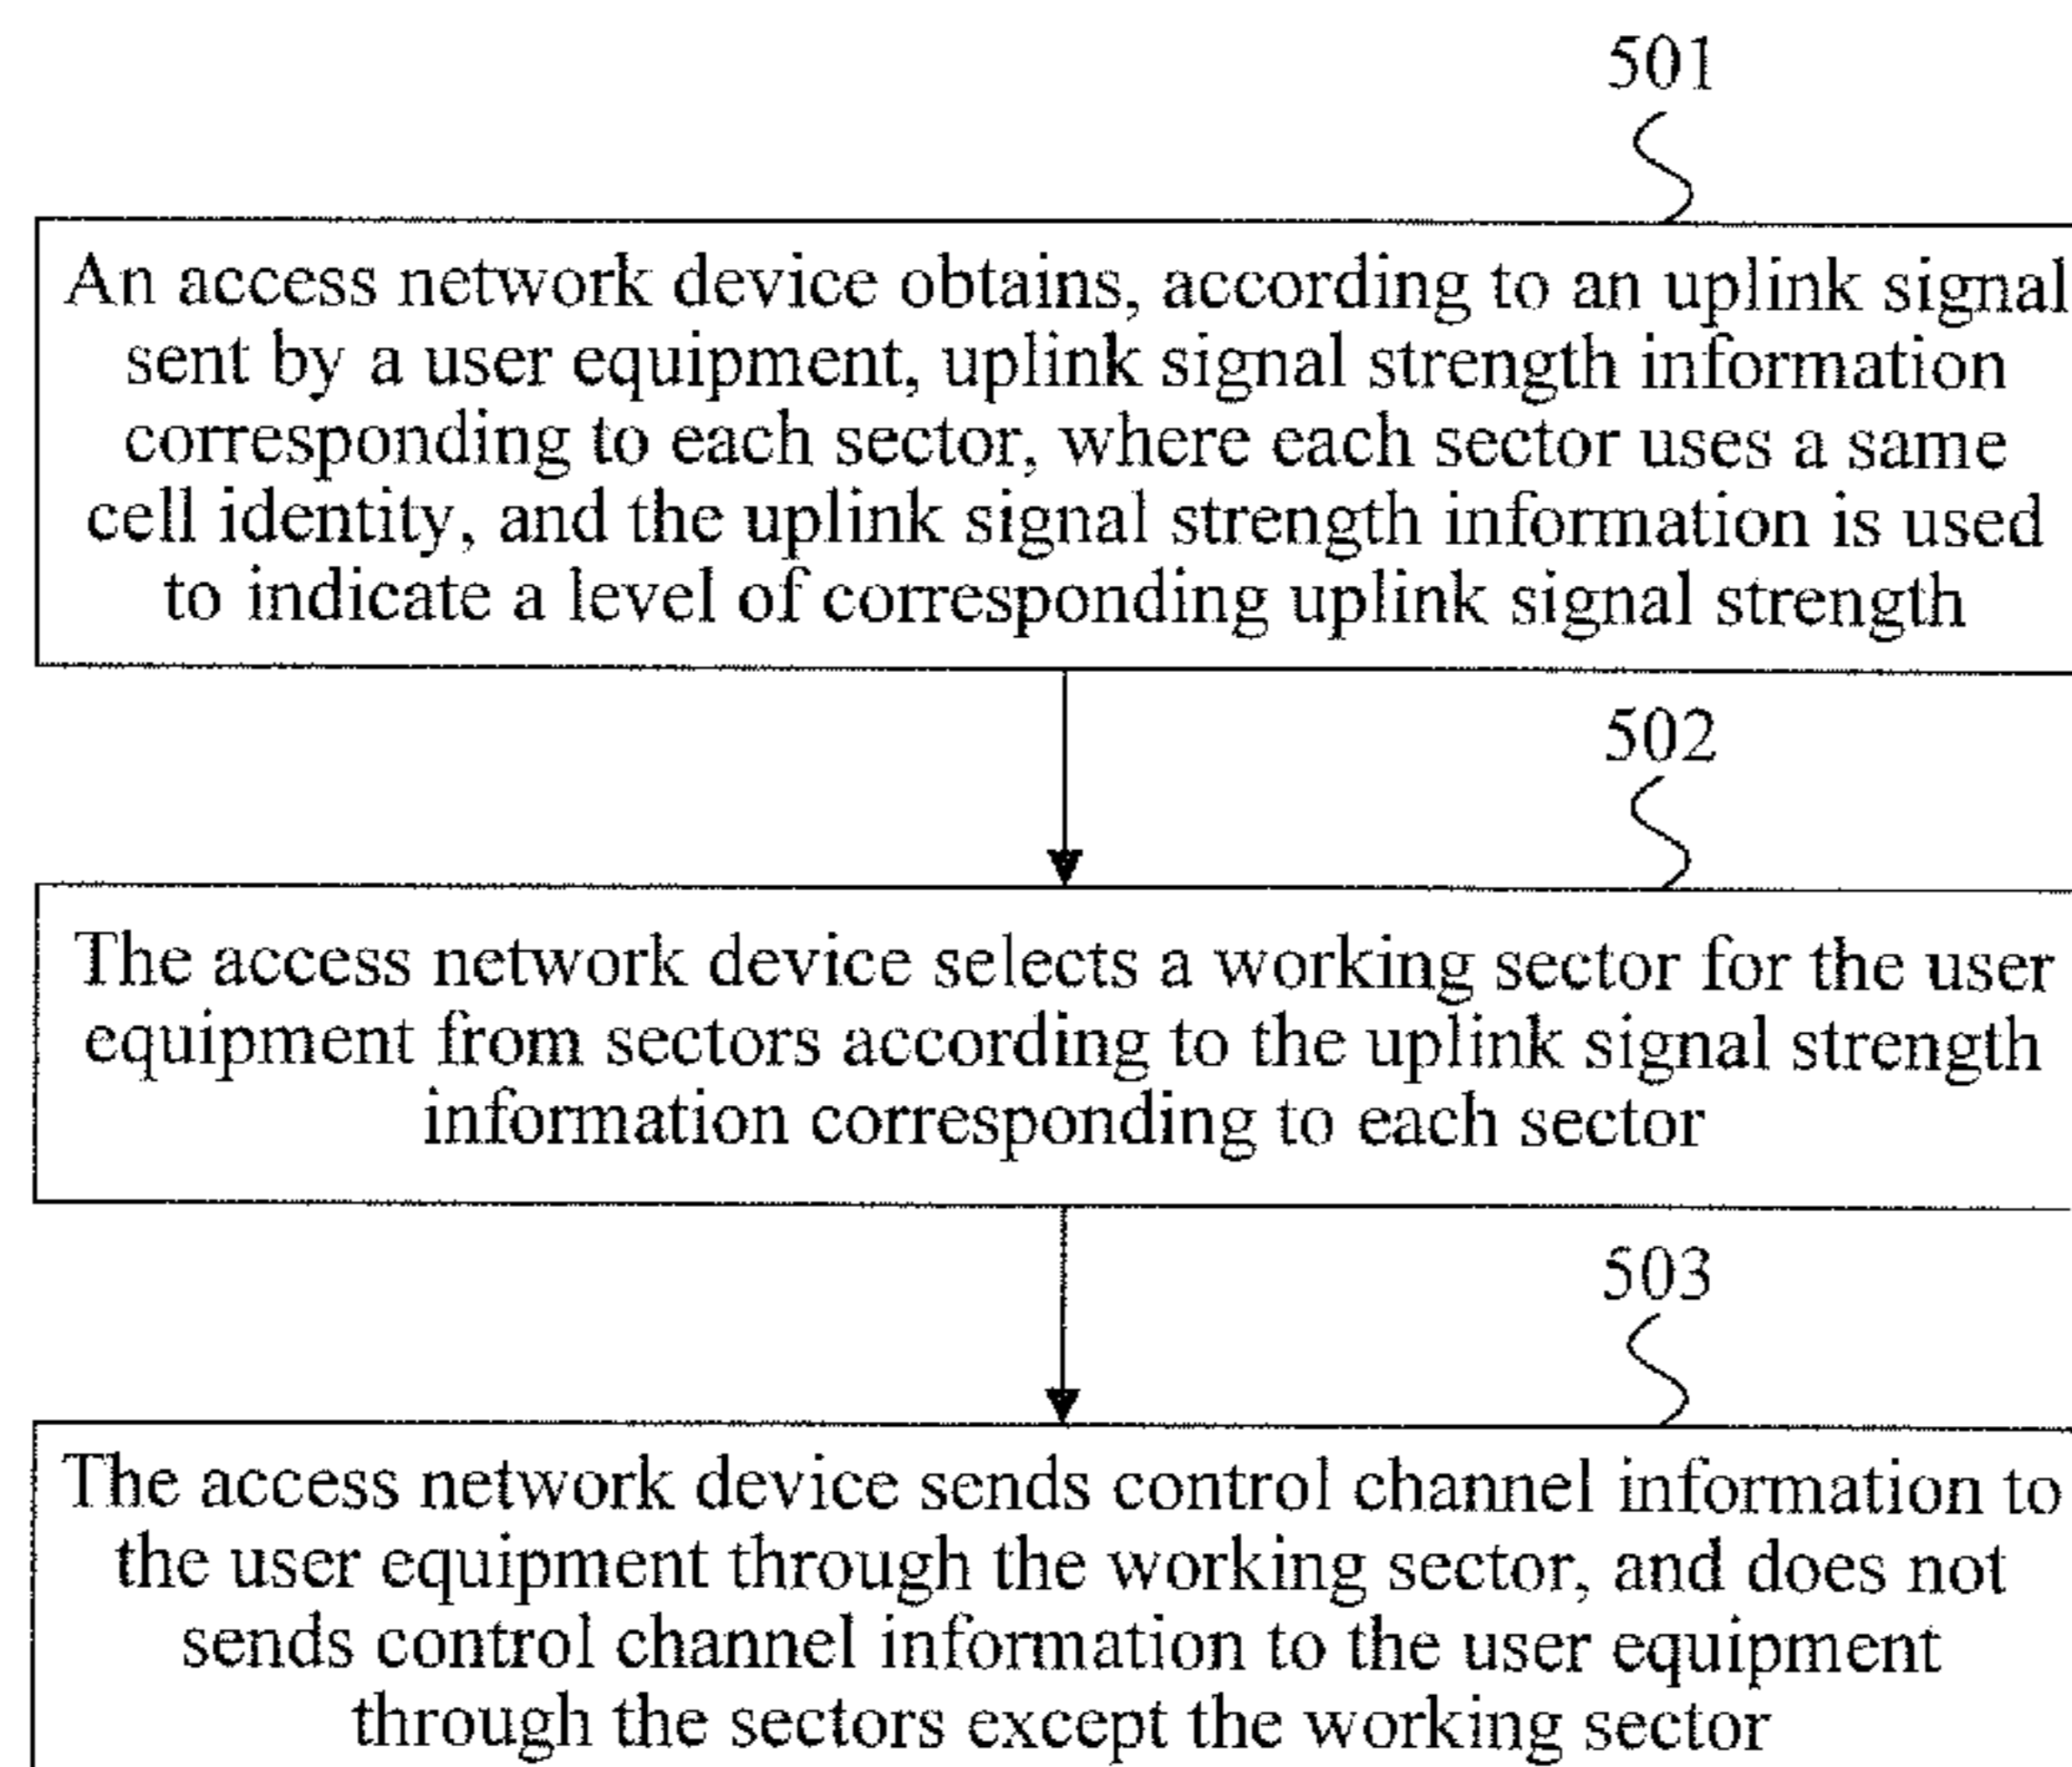 501
An access network device obtains, according to an uplink signal
sent by a user equipment, uplink signal strength information
corresponding to each sector, where each sector uses a same
cell identity, and the uplink signal strength information is used
to indicate a level of corresponding uplink signal strength
502
The access network device selects a working sector for the user
equipment from sectors according to the uplink signal strength
information corresponding to each sector
503
The access network device sends control channel information to
the user equipment through the working sector, and does not
sends control channel information to the user equipment
through the sectors except the working sector